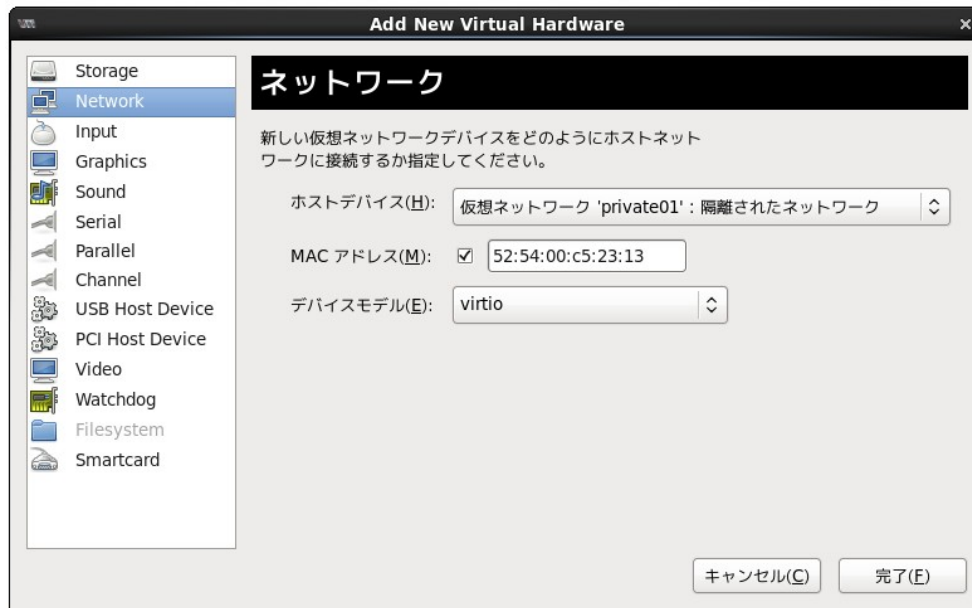 Add New Virtual Hardware
Storage
Network
Input
Graphics
Sound
Serial
Parallel
Channel
USB Host Device
PCI Host Device
Video
Watchdog
Filesystem
Smartcard
ネットワーク
新しい仮想ネットワークデバイスをどのようにホストネット
ワークに接続するか指定してください。
ホストデバイス(H): 仮想ネットワーク 'private01' : 隔離されたネットワーク
MAC アドレス(M): 52:54:00:c5:23:13
デバイスモデル(E): virtio
キャンセル(C) 完了(F)